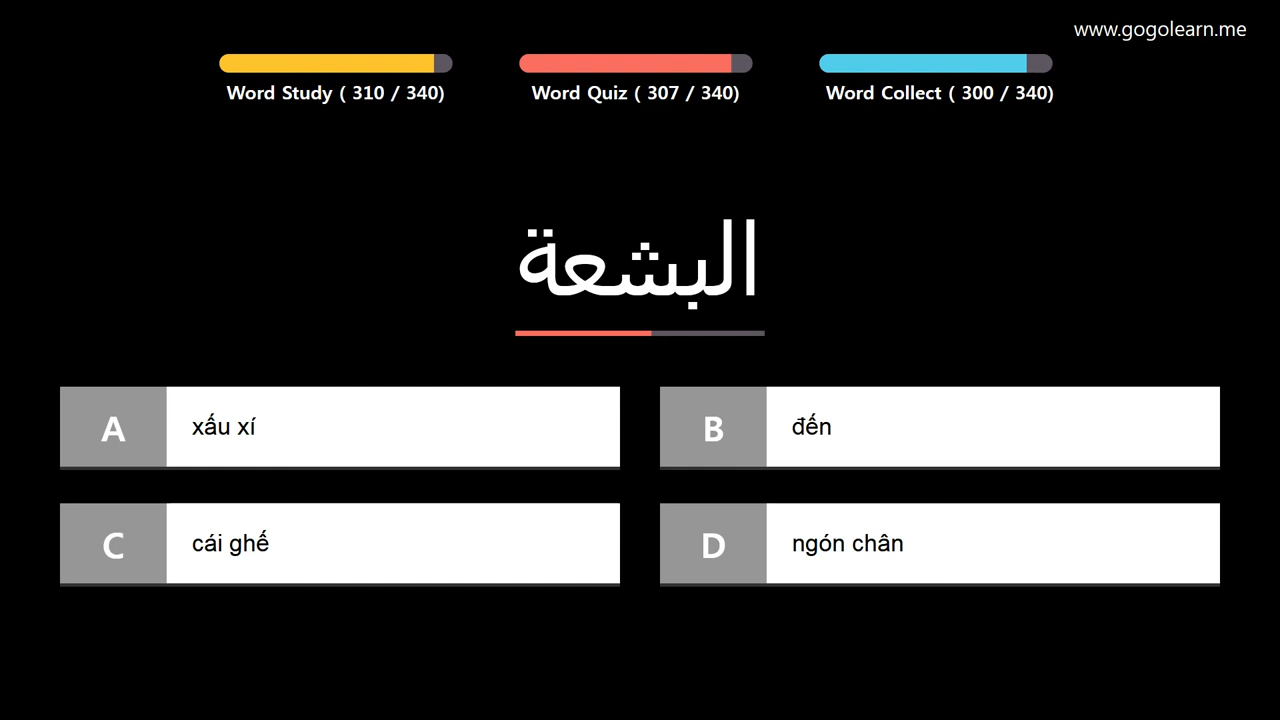 www.gogolearn.me
Word Study ( 310 / 340)
Word Quiz ( 307 / 340)
Word Collect ( 300 / 340)
البشعة
A
xấu xí
B
đến
C
cái ghế
D
ngón chân